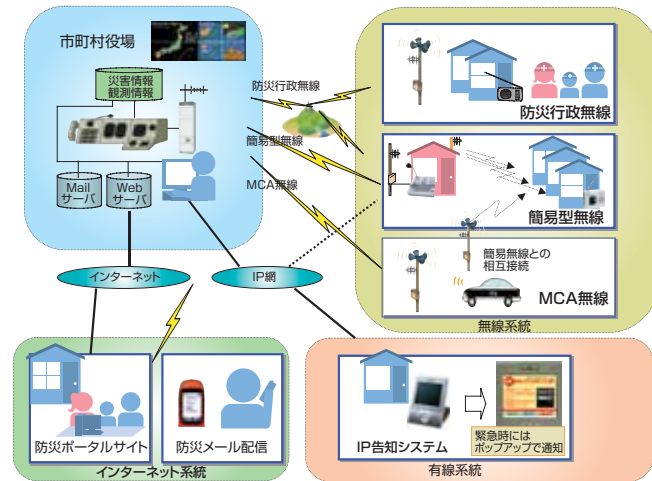 市町村役場
災害情報
観測情報
Mail
サーバ
Web
サーバ
防災行政無線
簡易型無線
MCA無線
防災行政無線
簡易型無線
簡易無線との
相互接続
MCA無線
無線系統
インターネット
IP網
防災ポータルサイト
防災メール配信
インターネット系統
IP告知システム
緊急時には
ポップアップで通知
有線系統